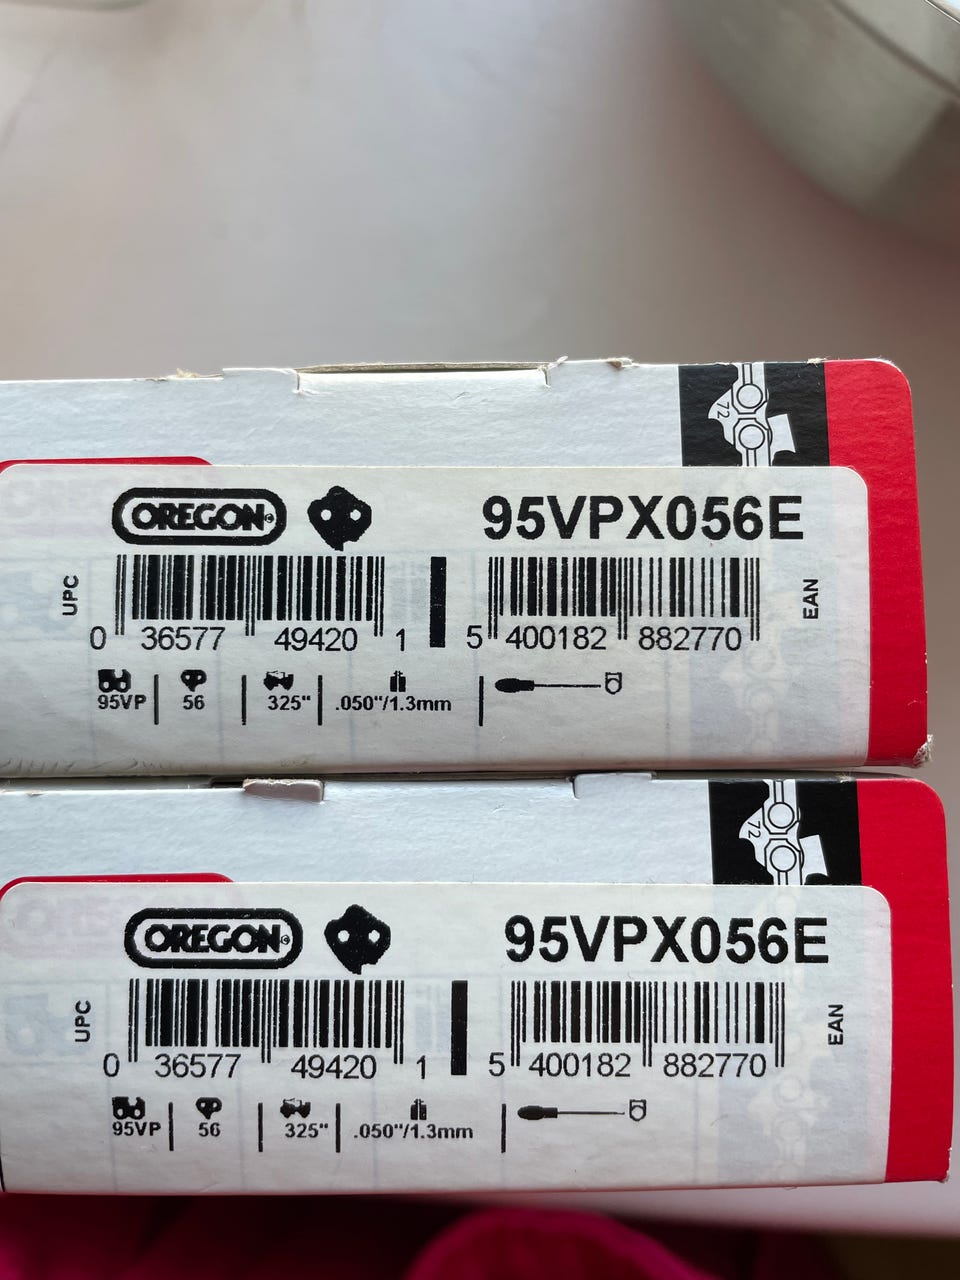 72
OREGON®
95VPX056E
UPC
0 36577 49420 1
5 400182 882770
EAN
95VP 56 325" .050"/1.3mm
72
OREGON®
95VPX056E
UPC
0 36577 49420 1
5 400182 882770
EAN
95VP 56 325" .050"/1.3mm